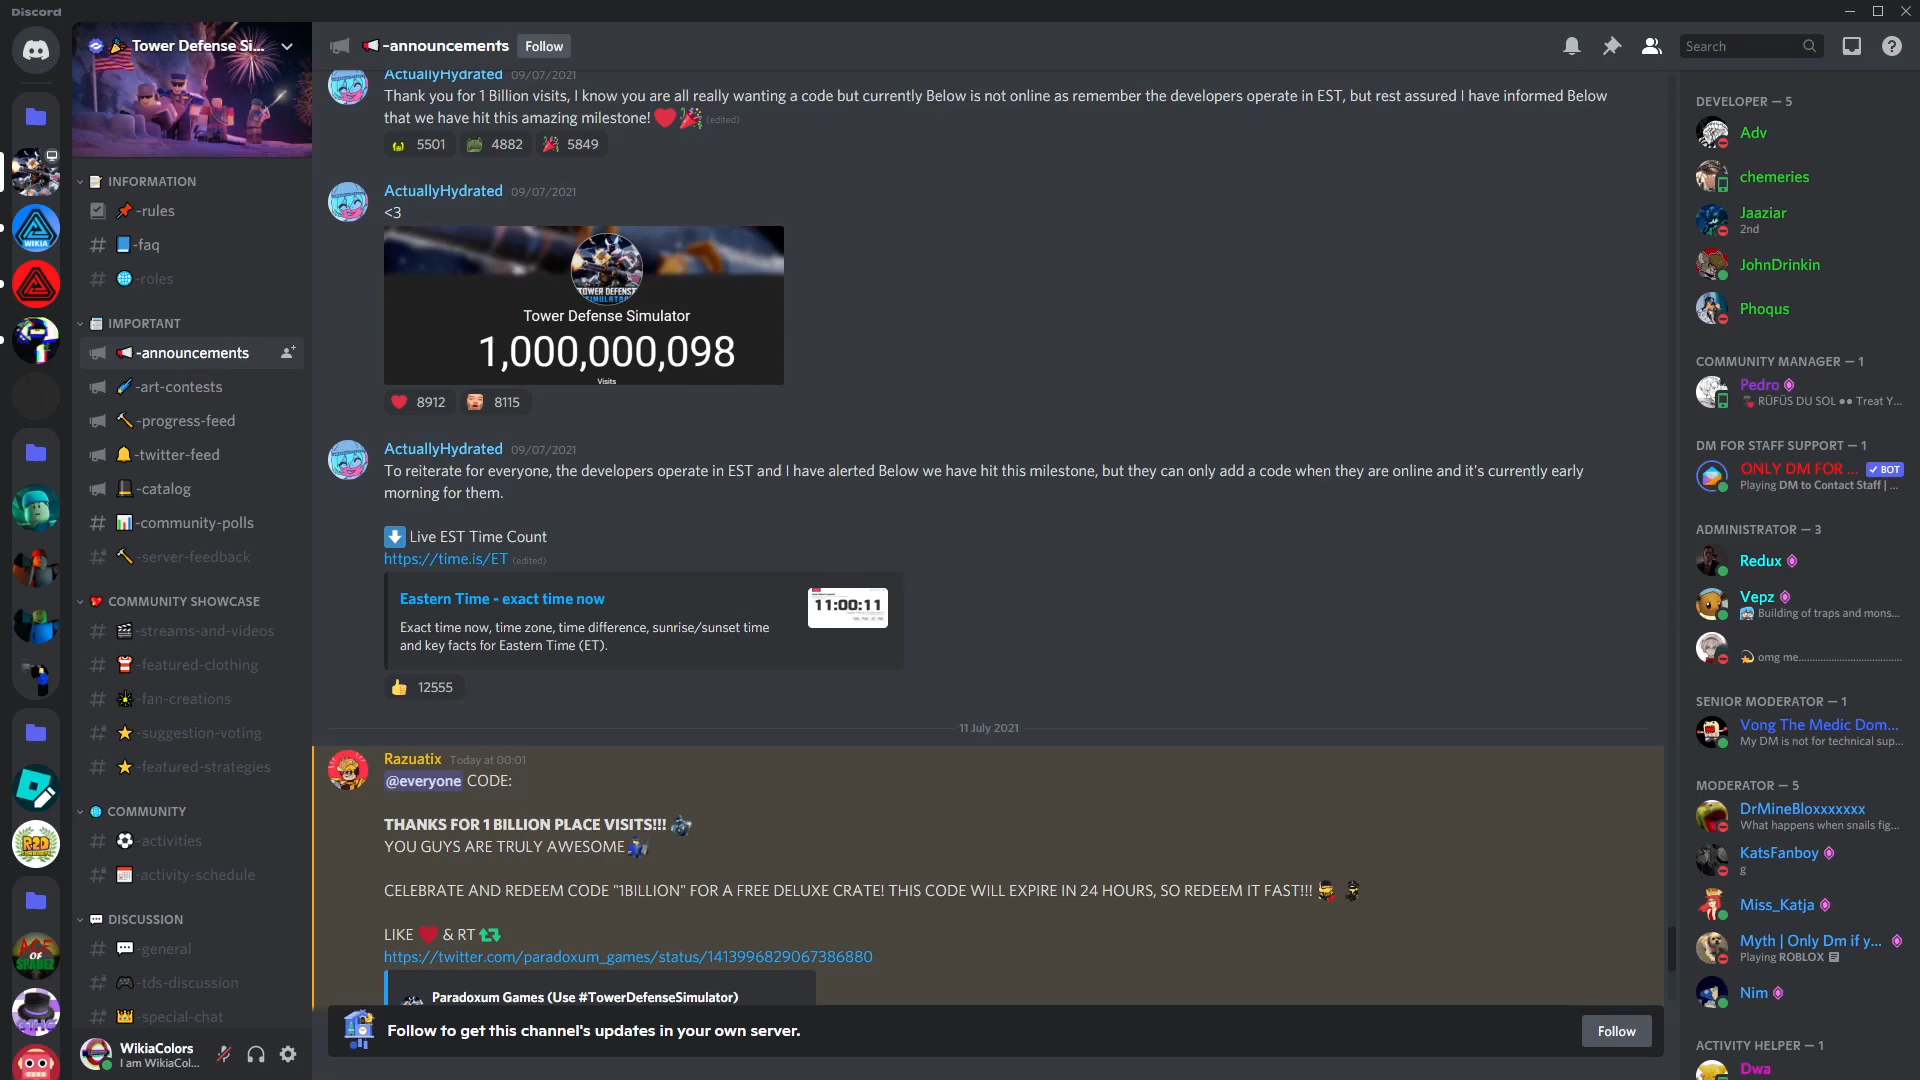 Discord
Tower Defense Si...
INFORMATION
-rules
-faq
-roles
IMPORTANT
-announcements
-art-contests
-progress-feed
-twitter-feed
-catalog
-community-polls
-server-feedback
COMMUNITY SHOWCASE
-streams-and-videos
-featured-clothing
-fan-creations
-suggestion-voting
-featured-strategies
COMMUNITY
-activities
-activity-schedule
DISCUSSION
-general
-tds-discussion
-special-chat
WikiaColors
I am WikiaCol...
WIKIA
R2D
ACE
OF
SPADEZ
-announcements Follow
Search
ActuallyHydrated 09/07/2021
Thank you for 1 Billion visits, I know you are all really wanting a code but currently Below is not online as remember the developers operate in EST, but rest assured I have informed Below
that we have hit this amazing milestone! (edited)
5501 4882 5849
ActuallyHydrated 09/07/2021
<3
TOWER DEFENSE
SIMULATOR
Tower Defense Simulator
1,000,000,098
Visits
8912 8115
ActuallyHydrated 09/07/2021
To reiterate for everyone, the developers operate in EST and I have alerted Below we have hit this milestone, but they can only add a code when they are online and it's currently early
morning for them.
Live EST Time Count
https://time.is/ET (edited)
Eastern Time - exact time now
Exact time now, time zone, time difference, sunrise/sunset time
and key facts for Eastern Time (ET).
11:00:11
12555
11 July 2021
Razuatix Today at 00:01
@everyone CODE:
THANKS FOR 1 BILLION PLACE VISITS!!!
YOU GUYS ARE TRULY AWESOME
CELEBRATE AND REDEEM CODE "1BILLION" FOR A FREE DELUXE CRATE! THIS CODE WILL EXPIRE IN 24 HOURS, SO REDEEM IT FAST!!!
LIKE & RT
https://twitter.com/paradoxum_games/status/1413996829067386880
Paradoxum Games (Use #TowerDefenseSimulator)
Follow to get this channel's updates in your own server.
Follow
DEVELOPER — 5
Adv
chemeries
Jaaziar
2nd
JohnDrinkin
Phoqus
COMMUNITY MANAGER — 1
Pedro
RÜFÜS DU SOL ●● Treat Y...
DM FOR STAFF SUPPORT — 1
ONLY DM FOR ... BOT
Playing DM to Contact Staff | ...
ADMINISTRATOR — 3
Redux
Vepz
Building of traps and mons...
omg me.......................................
SENIOR MODERATOR — 1
Vong The Medic Dom...
My DM is not for technical sup...
MODERATOR — 5
DrMineBloxxxxxxx
What happens when snails fig...
KatsFanboy
g
Miss_Katja
Myth | Only Dm if y...
Playing ROBLOX
Nim
ACTIVITY HELPER — 1
Dwa